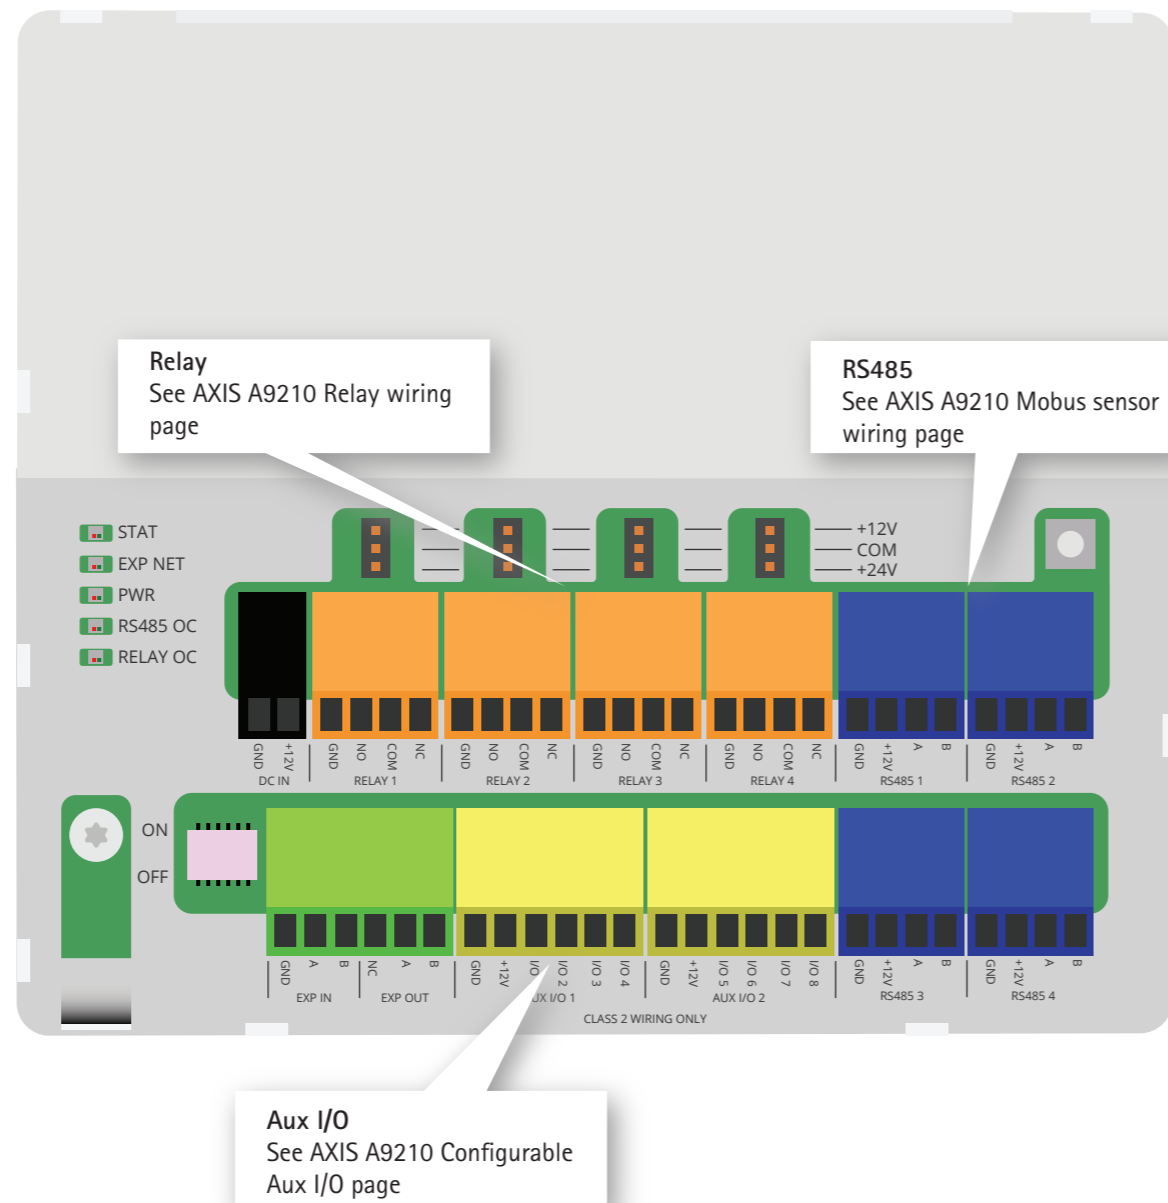 Relay
See AXIS A9210 Relay wiring
page
RS485
See AXIS A9210 Mobus sensor
wiring page
STAT
EXP NET
PWR
RS485 OC
RELAY OC
+12V
COM
+24V
GND +12V GND NO COM NC GND NO COM NC GND NO COM NC GND NO COM NC GND +12V A B GND +12V A B
DC IN RELAY 1 RELAY 2 RELAY 3 RELAY 4 RS485 1 RS485 2
ON
OFF
GND A B NC A B GND +12V I/O I/O 2 I/O 3 I/O 4 GND +12V I/O 5 I/O 6 I/O 7 I/O 8 GND +12V A B GND +12V A B
EXP IN EXP OUT UX I/O 1 AUX I/O 2 RS485 3 RS485 4
CLASS 2 WIRING ONLY
Aux I/O
See AXIS A9210 Configurable
Aux I/O page